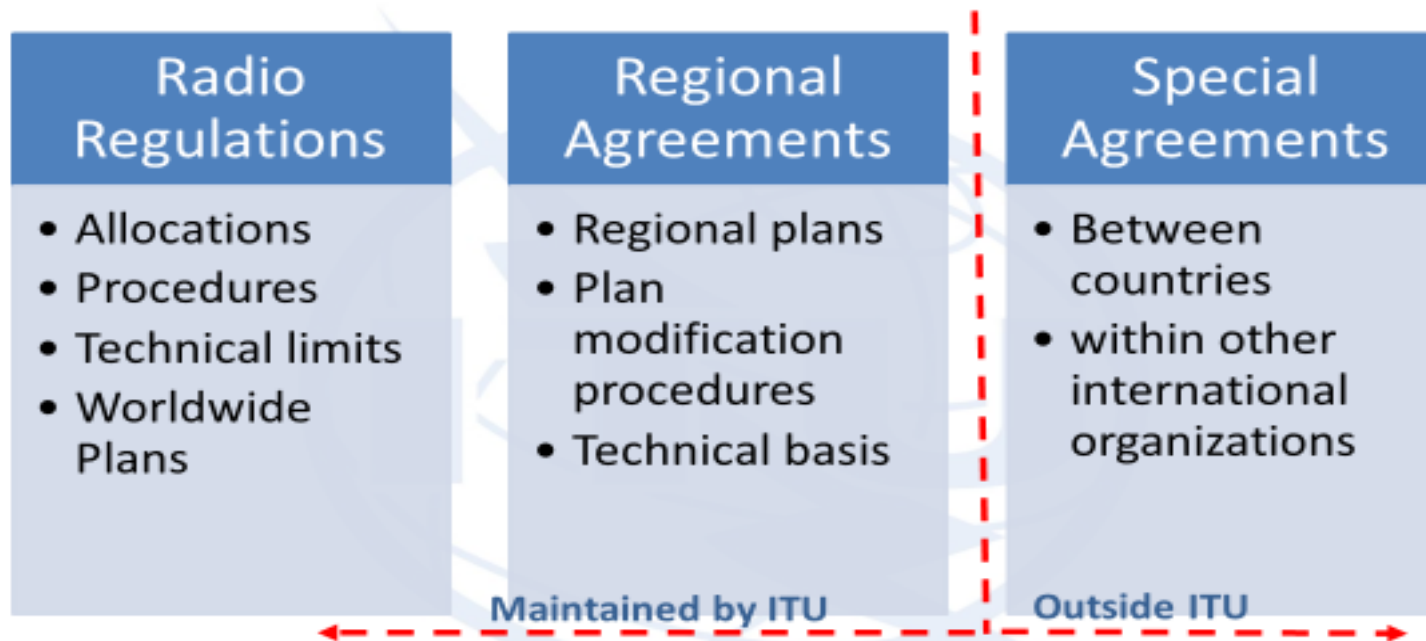 Radio
Regulations
• Allocations
• Procedures
• Technical limits
• Worldwide
Plans
Regional
Agreements
• Regional plans
• Plan
modification
procedures
• Technical basis
Special
Agreements
• Between
countries
• within other
international
organizations
Maintained by ITU
Outside ITU